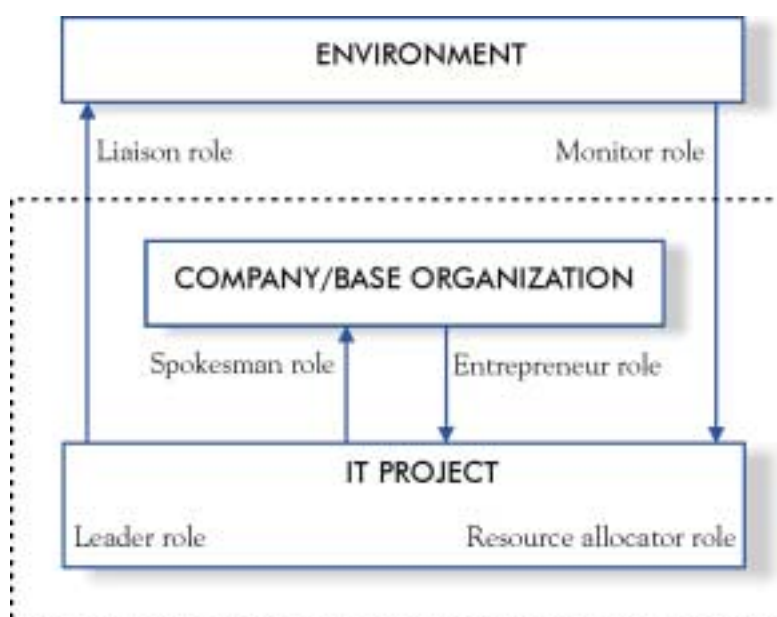 ENVIRONMENT
Liaison role
Monitor role
COMPANY/BASE ORGANIZATION
Spokesman role
Entrepreneur role
IT PROJECT
Leader role
Resource allocator role